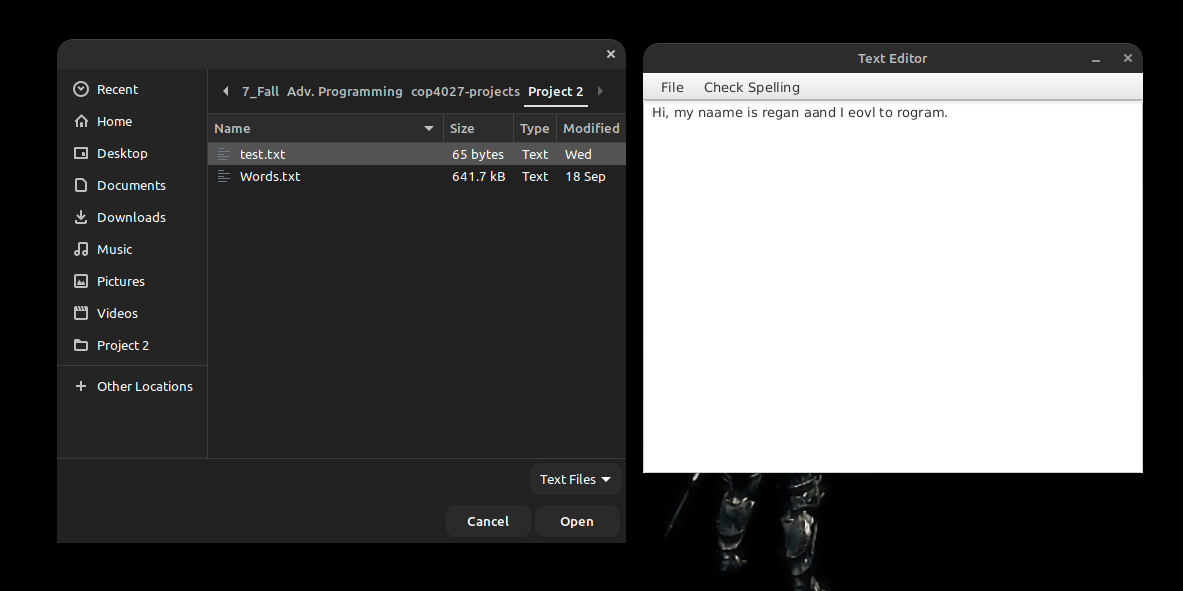 Recent
Home
Desktop
Documents
Downloads
Music
Pictures
Videos
Project 2
Other Locations
7_Fall Adv. Programming cop4027-projects Project 2
Name Size Type Modified
test.txt 65 bytes Text Wed
Words.txt 641.7 kB Text 18 Sep
Text Files
Cancel Open
Text Editor
File Check Spelling
Hi, my naame is regan aand I eovl to rogram.